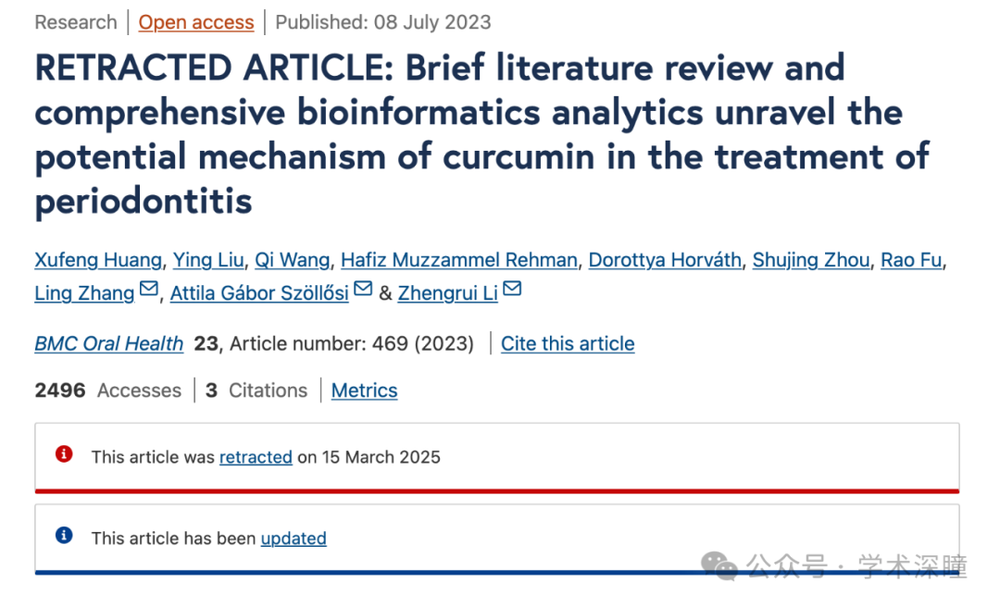 Research | Open access | Published: 08 July 2023
RETRACTED ARTICLE: Brief literature review and
comprehensive bioinformatics analytics unravel the
potential mechanism of curcumin in the treatment of
periodontitis
Xufeng Huang, Ying Liu, Qi Wang, Hafiz Muzzammel Rehman, Dorottya Horváth, Shujing Zhou, Rao Fu,
Ling Zhang, Attila Gábor Szöllősi & Zhengrui Li
BMC Oral Health 23, Article number: 469 (2023) | Cite this article
2496 Accesses | 3 Citations | Metrics
This article was retracted on 15 March 2025
This article has been updated
公众号 · 学术深瞳